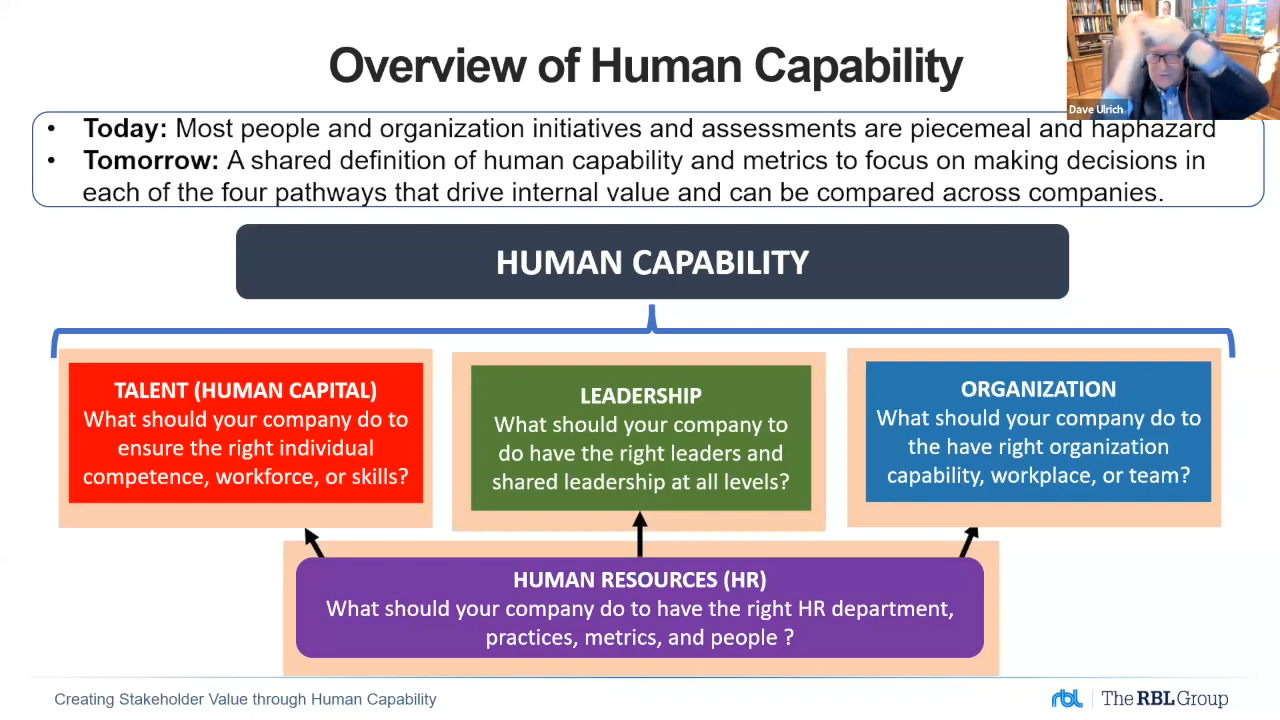 Overview of Human Capability
Dave Ulrich
• Today: Most people and organization initiatives and assessments are piecemeal and haphazard
• Tomorrow: A shared definition of human capability and metrics to focus on making decisions in
each of the four pathways that drive internal value and can be compared across companies.
HUMAN CAPABILITY
TALENT (HUMAN CAPITAL)
What should your company do to
ensure the right individual
competence, workforce, or skills?
LEADERSHIP
What should your company to
do have the right leaders and
shared leadership at all levels?
ORGANIZATION
What should your company do to
the have right organization
capability, workplace, or team?
HUMAN RESOURCES (HR)
What should your company do to have the right HR department,
practices, metrics, and people ?
Creating Stakeholder Value through Human Capability
rbl The RBL Group